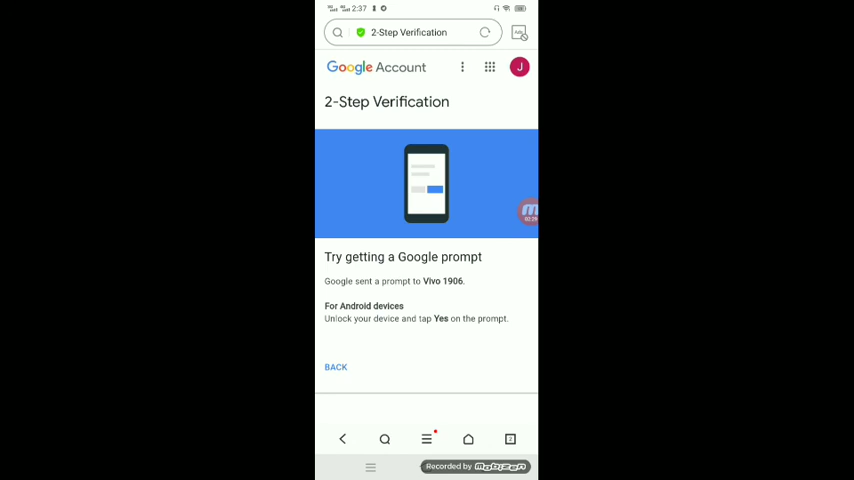 2:37
2-Step Verification
Google Account
J
2-Step Verification
Try getting a Google prompt
Google sent a prompt to Vivo 1906.
For Android devices
Unlock your device and tap Yes on the prompt.
BACK
2
Recorded by mobizen